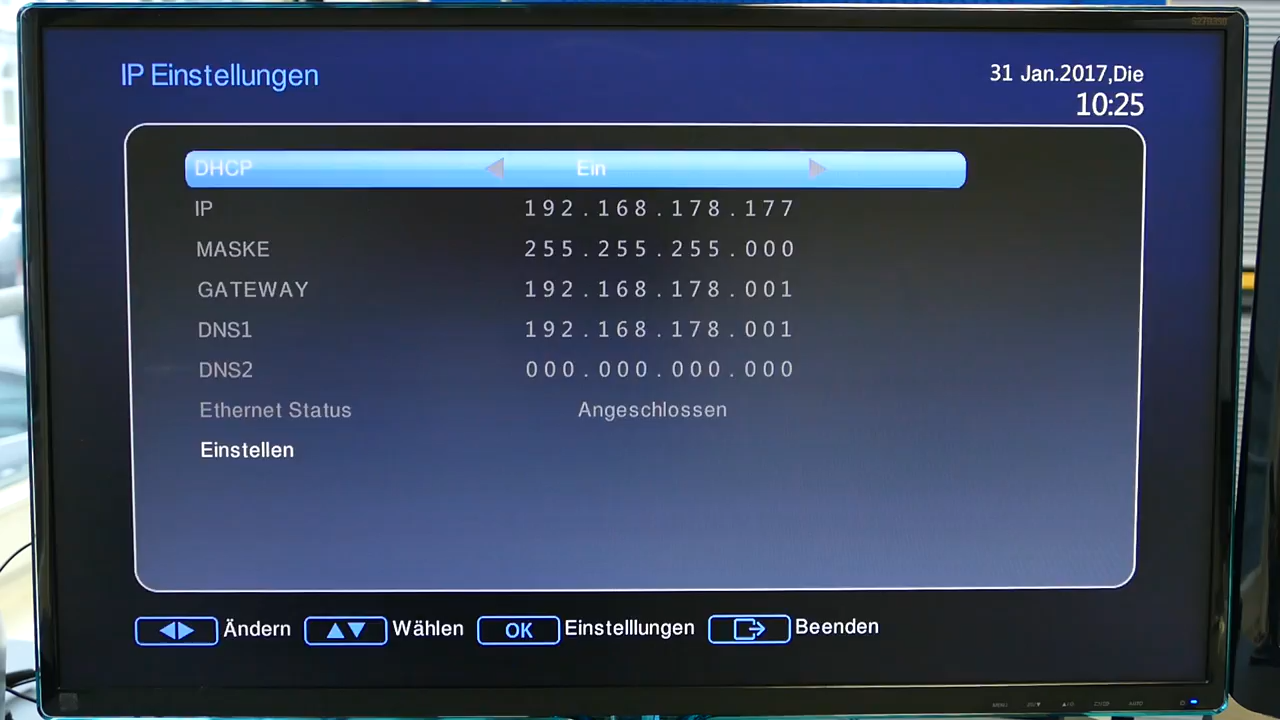 IP Einstellungen
31 Jan.2017,Die
10:25
DHCP Ein
IP 192.168.178.177
MASKE 255.255.255.000
GATEWAY 192.168.178.001
DNS1 192.168.178.001
DNS2 000.000.000.000
Ethernet Status Angeschlossen
Einstellen
Ändern Wählen OK Einstelllungen Beenden